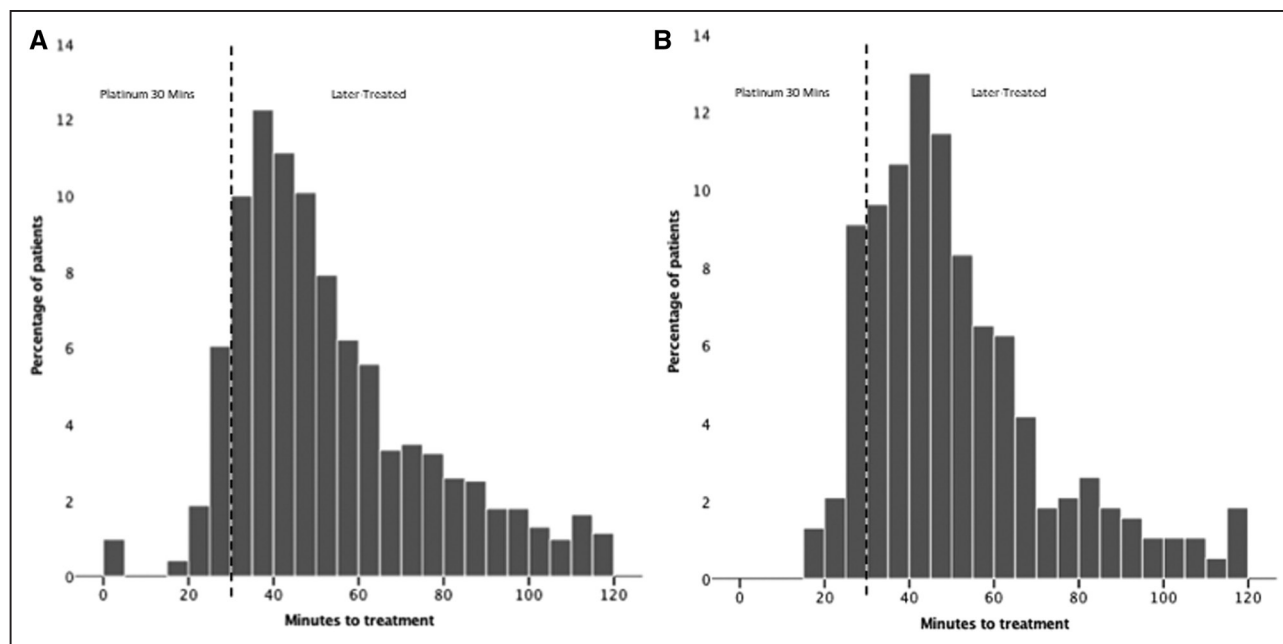 A
14
Platinum 30 Mins
Later-Treated
12
10
8
6
4
2
0
Percentage of patients
0 20 40 60 80 100 120
Minutes to treatment
B
14
Platinum 30 Mins
Later-Treated
12
10
8
6
4
2
0
Percentage of patients
0 20 40 60 80 100 120
Minutes to treatment